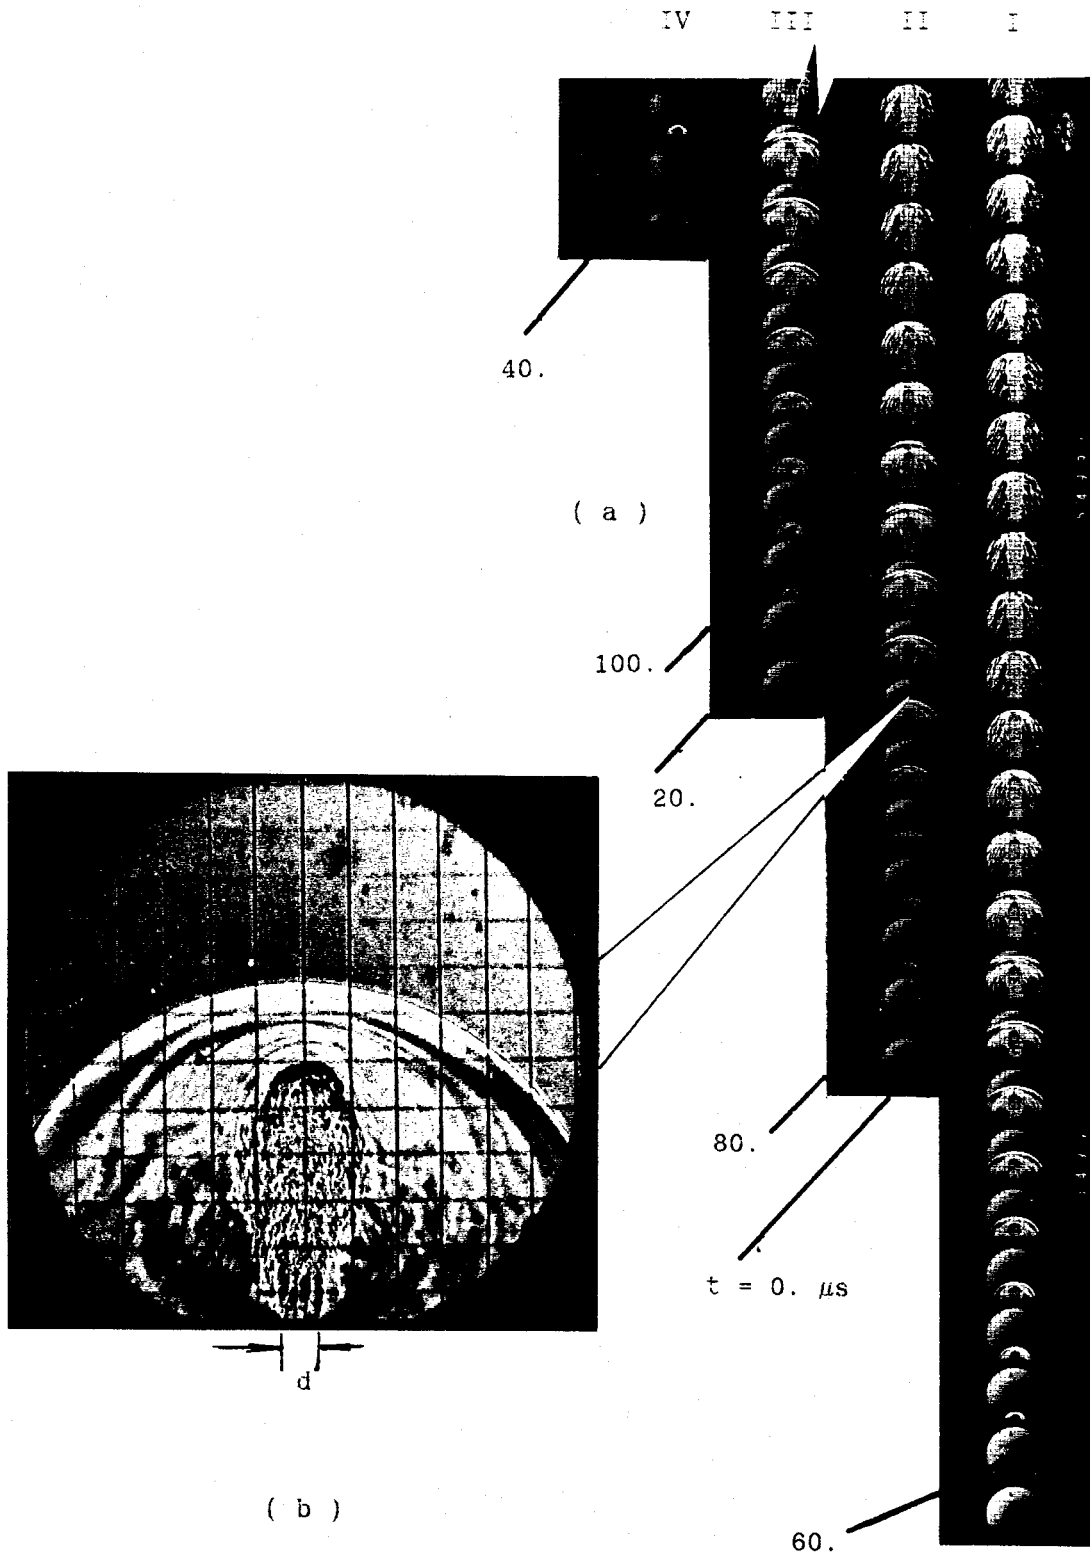 IV III II I
40.
( a )
100.
20.
80.
t = 0. μs
d
( b )
60.